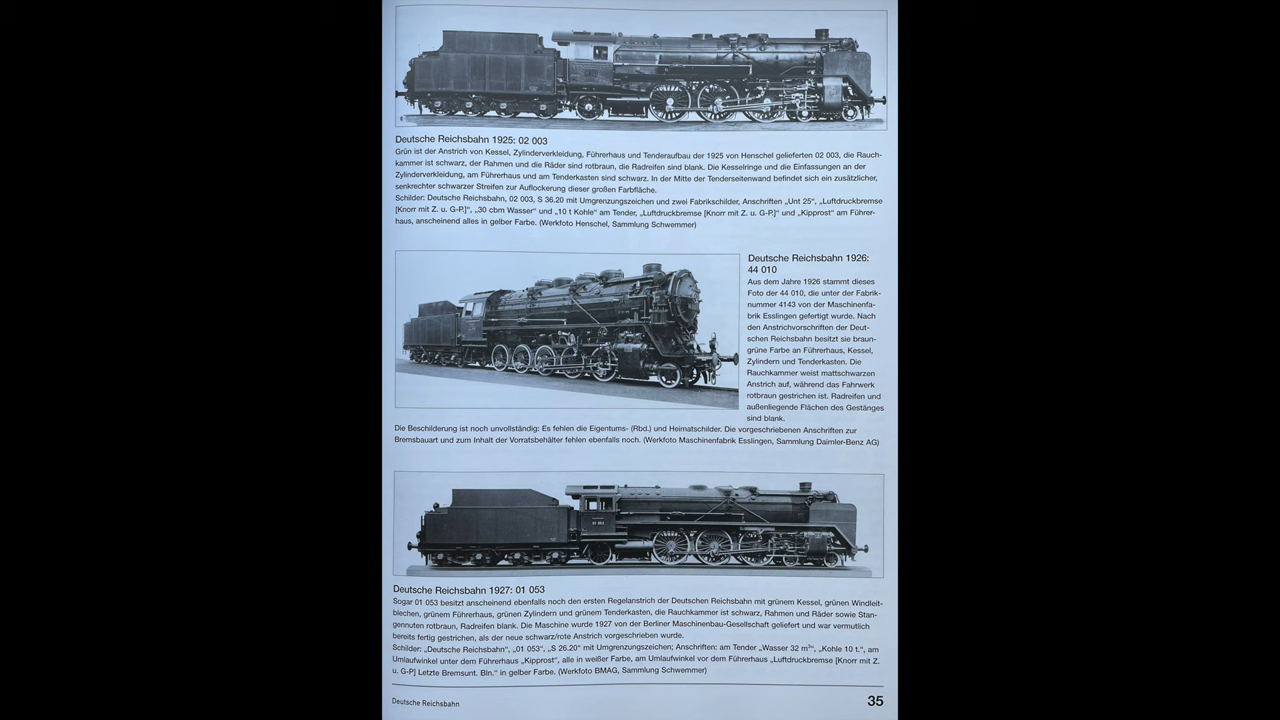 Deutsche Reichsbahn 1925: 02 003
Grün ist der Anstrich von Kessel, Zylinderverkleidung, Führerhaus und Tenderaufbau der 1925 von Henschel gelieferten 02 003, die Rauch-
kammer ist schwarz, der Rahmen und die Räder sind rotbraun, die Radreifen sind blank. Die Kesselringe und die Einfassungen an der
Zylinderverkleidung, am Führerhaus und am Tenderkasten sind schwarz. In der Mitte der Tenderseitenwand befindet sich ein zusätzlicher,
senkrechter schwarzer Streifen zur Auflockerung dieser großen Farbfläche.
Schilder: Deutsche Reichsbahn, 02 003, S 36.20 mit Umgrenzungszeichen und zwei Fabrikschilder, Anschriften „Unt 25“, „Luftdruckbremse
[Knorr mit Z. u. G-P.]“, „30 cbm Wasser“ und „10 t Kohle“ am Tender, „Luftdruckbremse [Knorr mit Z. u. G-P.]“ und „Kipprost“ am Führer-
haus, anscheinend alles in gelber Farbe. (Werkfoto Henschel, Sammlung Schwemmer)
Deutsche Reichsbahn 1926:
44 010
Aus dem Jahre 1926 stammt dieses
Foto der 44 010, die unter der Fabrik-
nummer 4143 von der Maschinenfa-
brik Esslingen gefertigt wurde. Nach
den Anstrichvorschriften der Deut-
schen Reichsbahn besitzt sie braun-
grüne Farbe an Führerhaus, Kessel,
Zylindern und Tenderkasten. Die
Rauchkammer weist mattschwarzen
Anstrich auf, während das Fahrwerk
rotbraun gestrichen ist. Radreifen und
außenliegende Flächen des Gestänges
sind blank.
Die Beschilderung ist noch unvollständig: Es fehlen die Eigentums- (Rbd.) und Heimatschilder. Die vorgeschriebenen Anschriften zur
Bremsbauart und zum Inhalt der Vorratsbehälter fehlen ebenfalls noch. (Werkfoto Maschinenfabrik Esslingen, Sammlung Daimler-Benz AG)
01 053
Deutsche Reichsbahn 1927: 01 053
Sogar 01 053 besitzt anscheinend ebenfalls noch den ersten Regelanstrich der Deutschen Reichsbahn mit grünem Kessel, grünen Windleit-
blechen, grünem Führerhaus, grünen Zylindern und grünem Tenderkasten, die Rauchkammer ist schwarz, Rahmen und Räder sowie Stan-
gennuten rotbraun, Radreifen blank. Die Maschine wurde 1927 von der Berliner Maschinenbau-Gesellschaft geliefert und war vermutlich
bereits fertig gestrichen, als der neue schwarz/rote Anstrich vorgeschrieben wurde.
Schilder: „Deutsche Reichsbahn“, „01 053“, „S 26.20“ mit Umgrenzungszeichen; Anschriften: am Tender „Wasser 32 m³“, „Kohle 10 t.“, am
Umlaufwinkel unter dem Führerhaus „Kipprost“, alle in weißer Farbe, am Umlaufwinkel vor dem Führerhaus „Luftdruckbremse [Knorr mit Z.
u. G-P] Letzte Bremsunt. Bln.“ in gelber Farbe. (Werkfoto BMAG, Sammlung Schwemmer)
Deutsche Reichsbahn
35